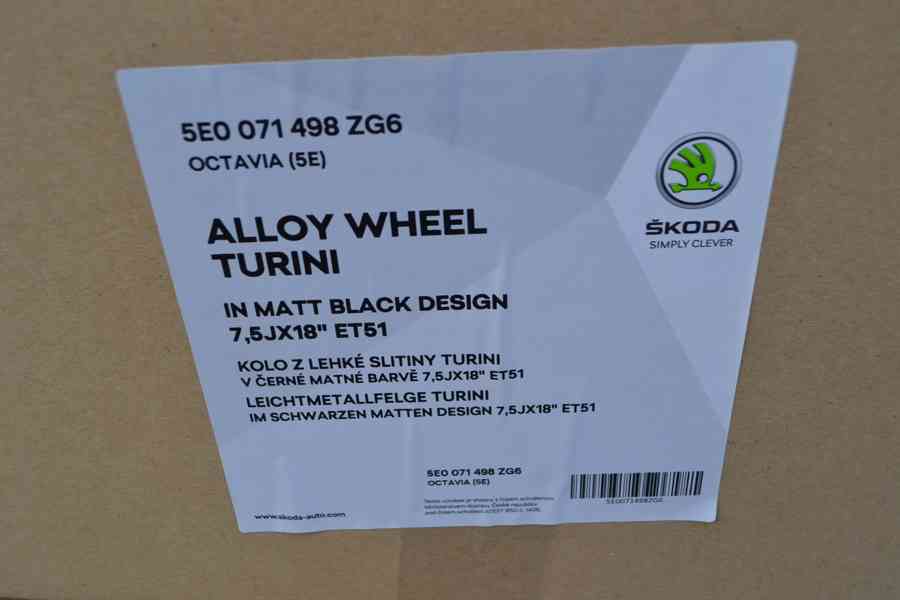 5E0 071 498 ZG6
OCTAVIA (5E)
ALLOY WHEEL
TURINI
IN MATT BLACK DESIGN
7,5JX18" ET51
KOLO Z LEHKÉ SLITINY TURINI
V ČERNÉ MATNÉ BARVĚ 7,5JX18" ET51
LEICHTMETALLFELGE TURINI
IM SCHWARZEN MATTEN DESIGN 7,5JX18" ET51
ŠKODA
SIMPLY CLEVER
5E0 071 498 ZG6
OCTAVIA (5E)
www.skoda-auto.com
5E0071498ZG6